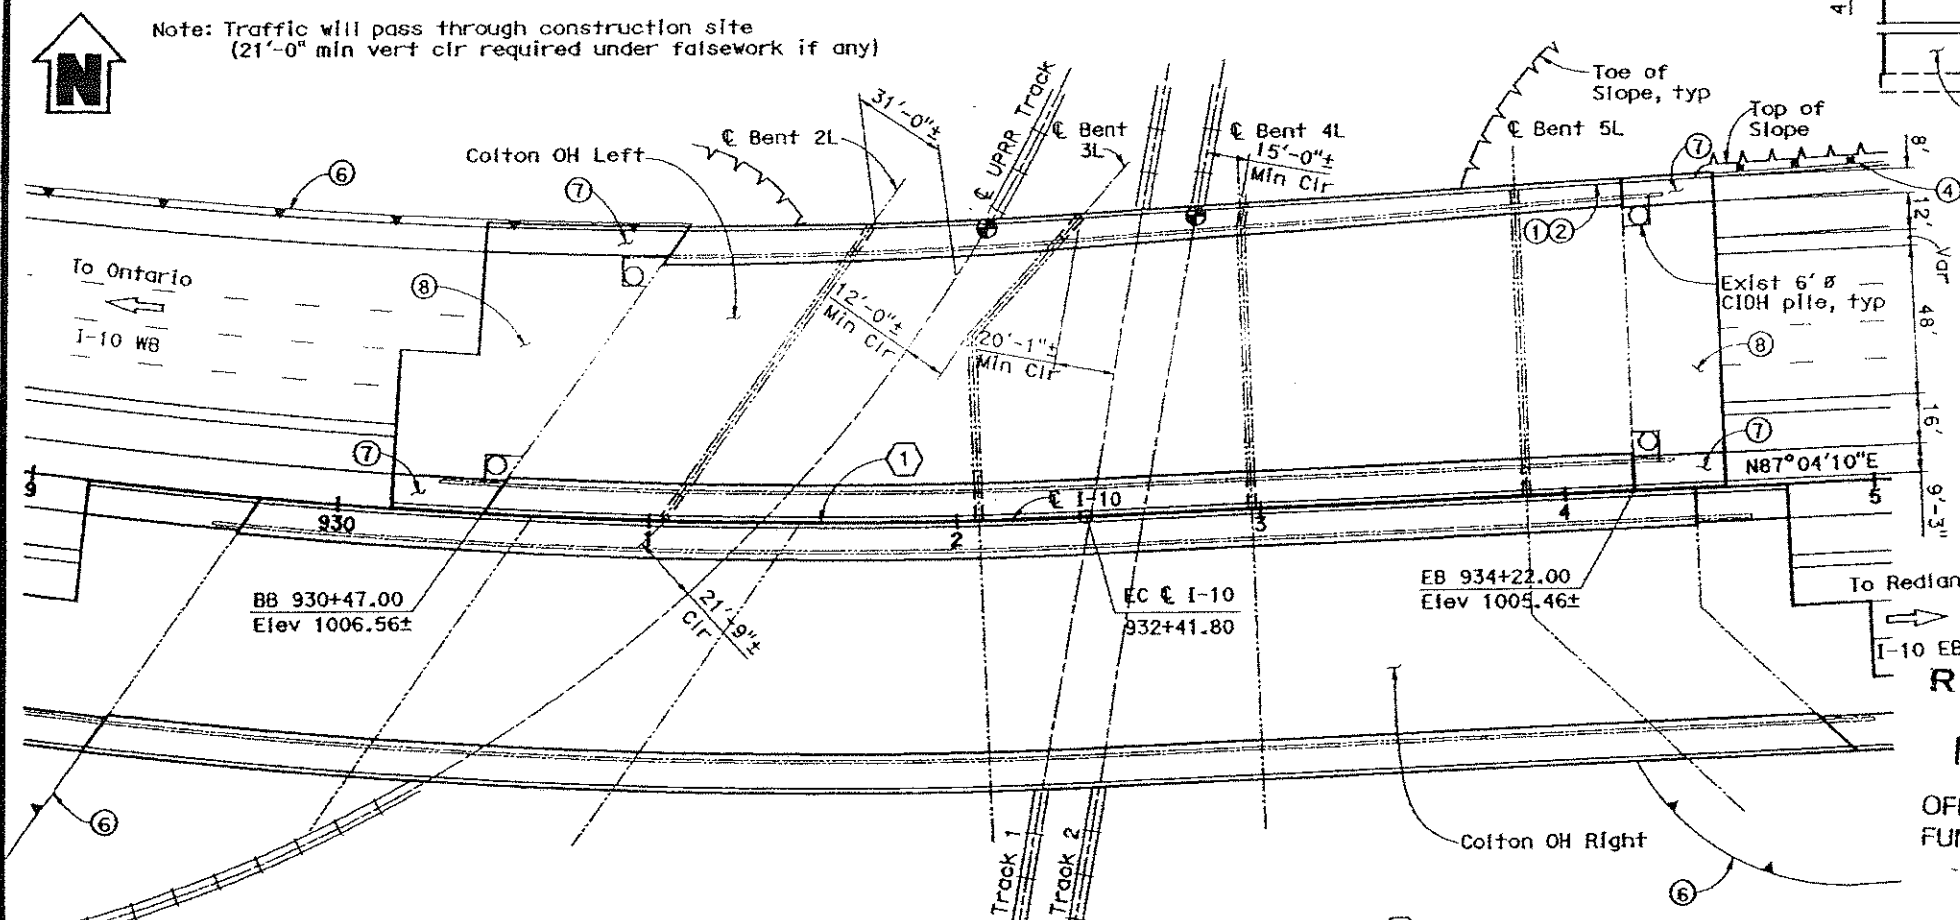 Note: Traffic will pass through construction site
(21'-0" min vert clr required under falsework if any)
N
4
Toe of
Slope, typ
Top of
Slope
31'-0"±
℄ UPRR Track
℄ Bent 2L
℄ Bent
3L
℄ Bent 4L
15'-0"±
Min Clr
℄ Bent 5L
Colton OH Left
6
7
7
4
8'
12'
Var
48'
16'
9'-3"
1 2
To Ontario
I-10 WB
8
12'-0"±
Min Clr
20'-1"±
Min Clr
Exist 6' Ø
CIDH pile, typ
8
7
7
1
N87°04'10"E
℄ I-10
9
930
1
2
3
4
5
BB 930+47.00
Elev 1006.56±
21'-9"±
Clr
EC ℄ I-10
932+41.80
EB 934+22.00
Elev 1005.46±
To Redlan
I-10 EB
R
OF
FU
6
Track 1
Track 2
Colton OH Right
6